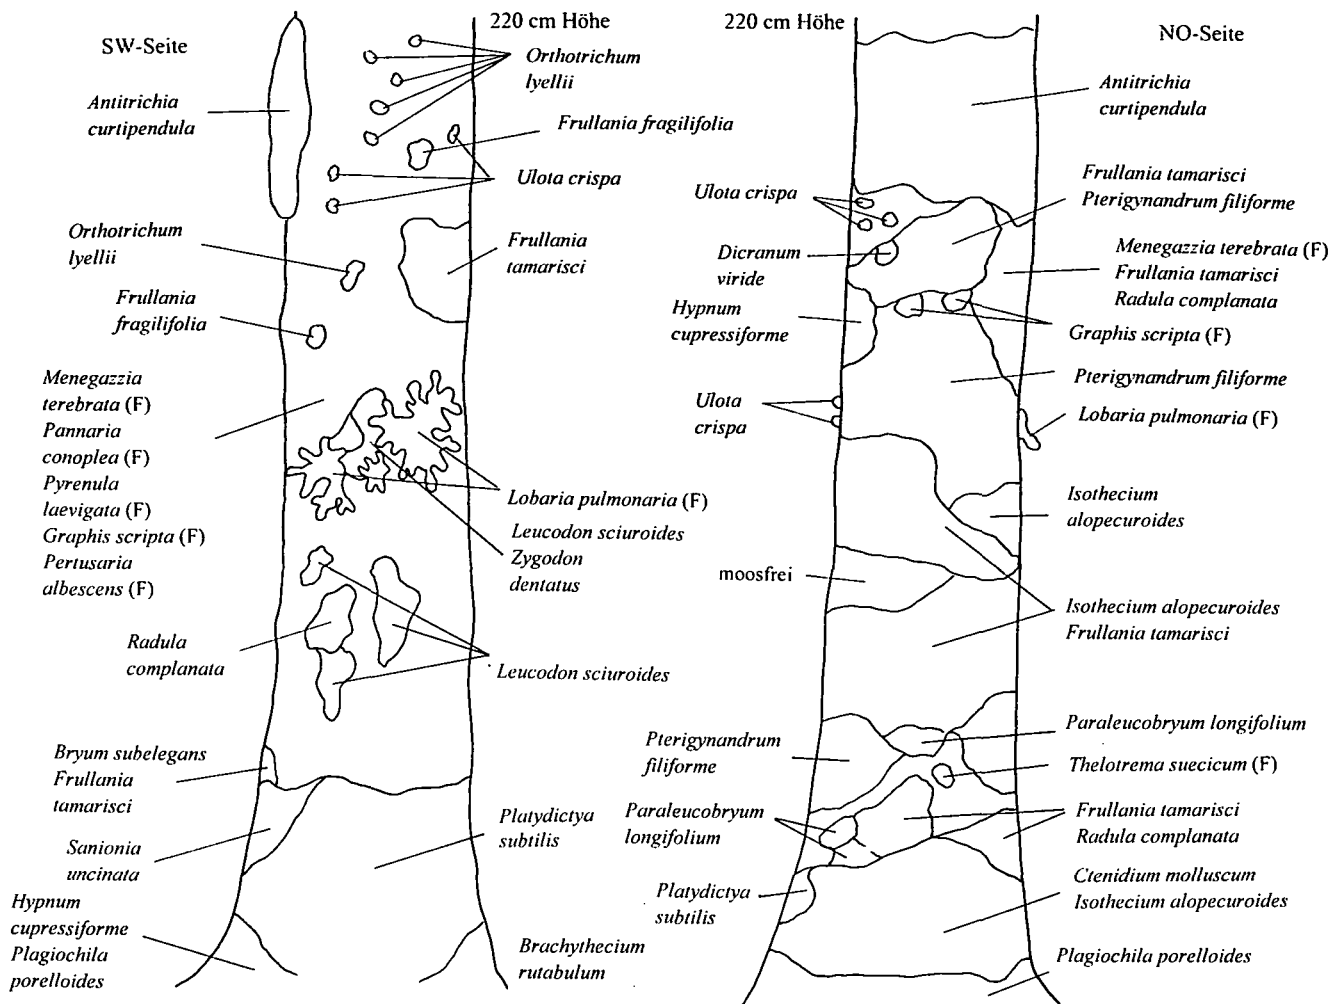 SW-Seite
220 cm Höhe
Orthotrichum
lyellii
Antitrichia
curtipendula
Frullania fragilifolia
Ulota crispa
Orthotrichum
lyellii
Frullania
tamarisci
Frullania
fragilifolia
Menegazzia
terebrata (F)
Pannaria
conoplea (F)
Pyrenula
laevigata (F)
Graphis scripta (F)
Pertusaria
albescens (F)
Lobaria pulmonaria (F)
Leucodon sciuroides
Zygodon
dentatus
Radula
complanata
Leucodon sciuroides
Bryum subelegans
Frullania
tamarisci
Platydictya
subtilis
Sanionia
uncinata
Hypnum
cupressiforme
Plagiochila
porelloides
Brachythecium
rutabulum
220 cm Höhe
NO-Seite
Antitrichia
curtipendula
Frullania tamarisci
Pterigynandrum filiforme
Ulota crispa
Dicranum
viride
Menegazzia terebrata (F)
Frullania tamarisci
Radula complanata
Hypnum
cupressiforme
Graphis scripta (F)
Pterigynandrum filiforme
Ulota
crispa
Lobaria pulmonaria (F)
Isothecium
alopecuroides
moosfrei
Isothecium alopecuroides
Frullania tamarisci
Paraleucobryum longifolium
Pterigynandrum
filiforme
Thelotrema suecicum (F)
Paraleucobryum
longifolium
Frullania tamarisci
Radula complanata
Platydictya
subtilis
Ctenidium molluscum
Isothecium alopecuroides
Plagiochila porelloides